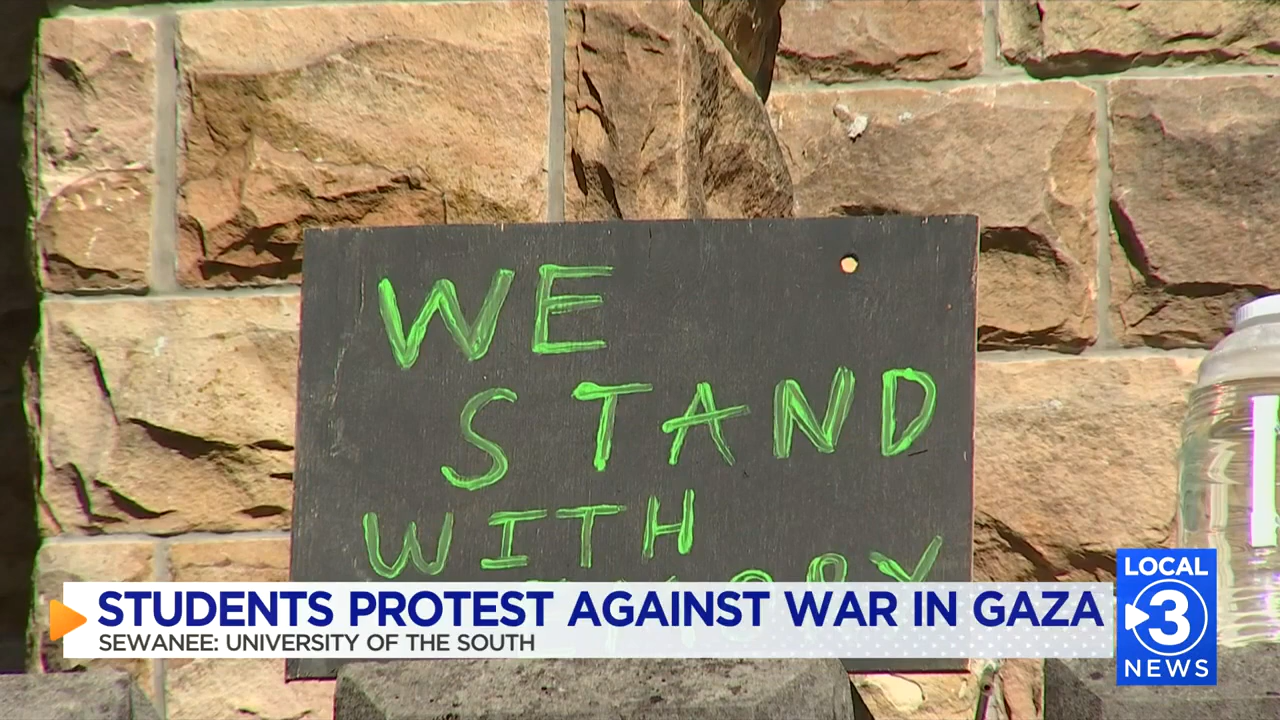 WE
STAND
WITH
STUDENTS PROTEST AGAINST WAR IN GAZA
SEWANEE: UNIVERSITY OF THE SOUTH
LOCAL
3
NEWS